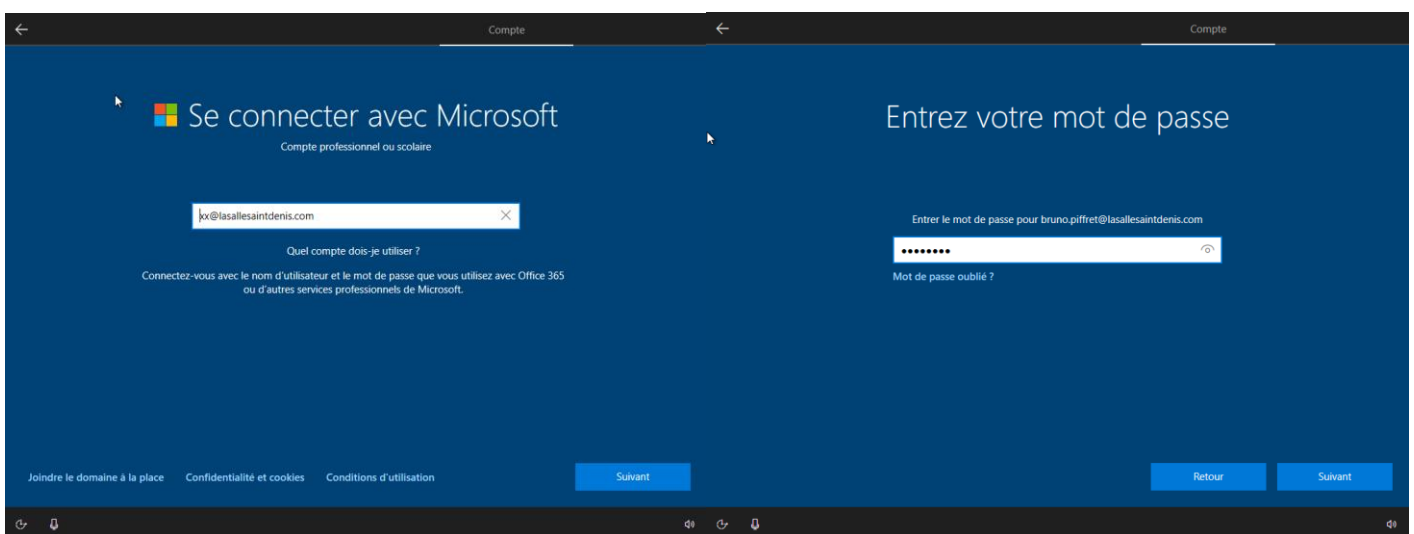 Compte
Se connecter avec Microsoft
Compte professionnel ou scolaire
xx@lasallesaintdenis.com
Quel compte dois-je utiliser ?
Connectez-vous avec le nom d'utilisateur et le mot de passe que vous utilisez avec Office 365
ou d'autres services professionnels de Microsoft.
Joindre le domaine à la place
Confidentialité et cookies
Conditions d'utilisation
Suivant
Compte
Entrez votre mot de passe
Entrer le mot de passe pour bruno.piffret@lasallesaintdenis.com
Mot de passe oublié ?
Retour
Suivant